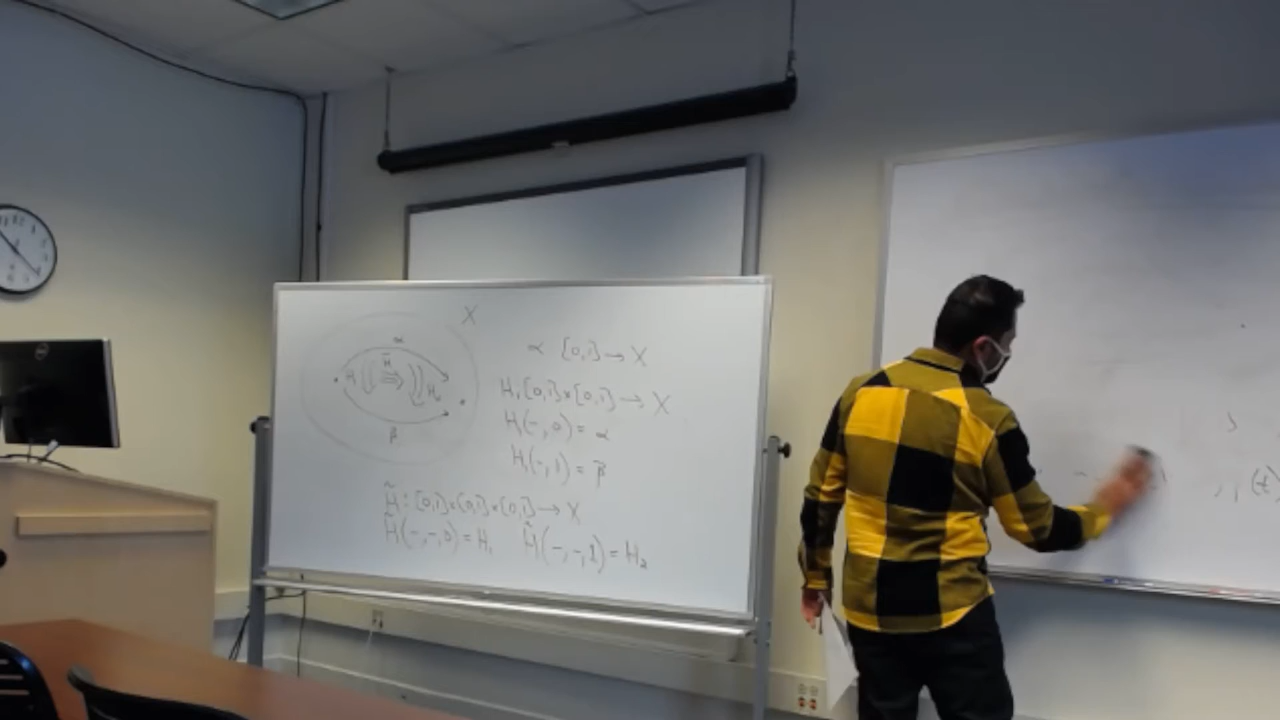 X
α
H̃
H₁ ⇒ H₂
β
α [0,1] → X
H₁ [0,1]×[0,1] → X
H₁(-,0) = α
H₁(-,1) = β
H̃ : [0,1]×[0,1]×[0,1] → X
H̃(-,-,0) = H₁ H̃(-,-,1) = H₂
(t)